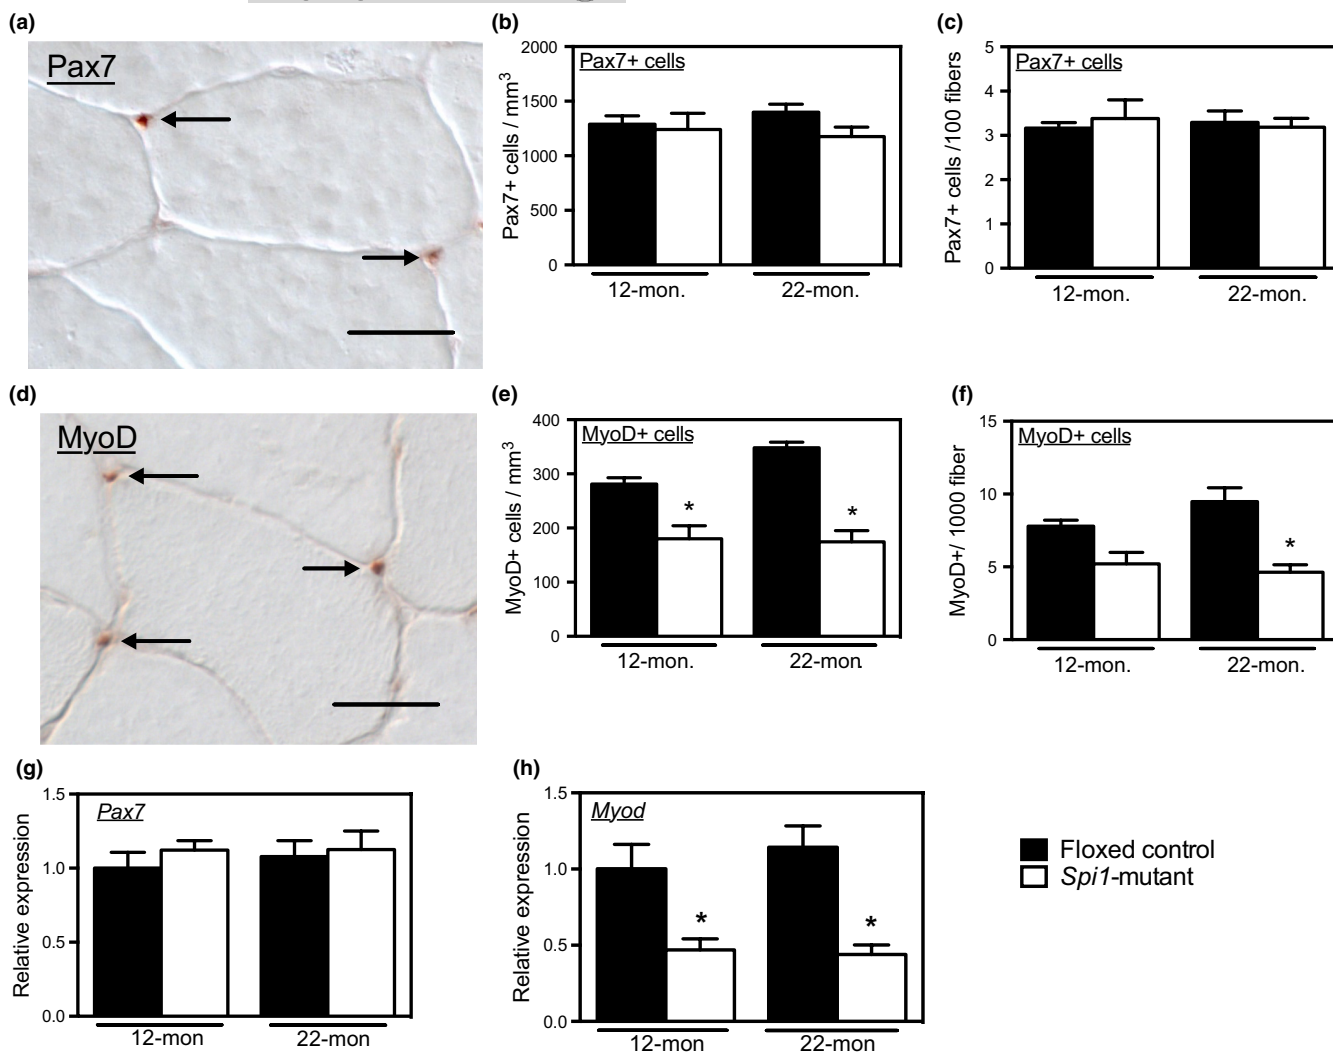 (a)
Pax7
(b)
Pax7+ cells / mm³
2000
1500
1000
500
0
Pax7+ cells
12-mon.
22-mon.
(c)
Pax7+ cells /100 fibers
5
4
3
2
1
0
Pax7+ cells
12-mon.
22-mon.
(d)
MyoD
(e)
MyoD+ cells / mm³
400
300
200
100
0
MyoD+ cells
*
*
12-mon.
22-mon
(f)
MyoD+/ 1000 fiber
15
10
5
0
MyoD+ cells
*
12-mon.
22-mon.
(g)
Relative expression
1.5
1.0
0.5
0.0
Pax7
12-mon
22-mon
(h)
Relative expression
1.5
1.0
0.5
0.0
Myod
*
*
12-mon
22-mon
Floxed control
Spi1-mutant